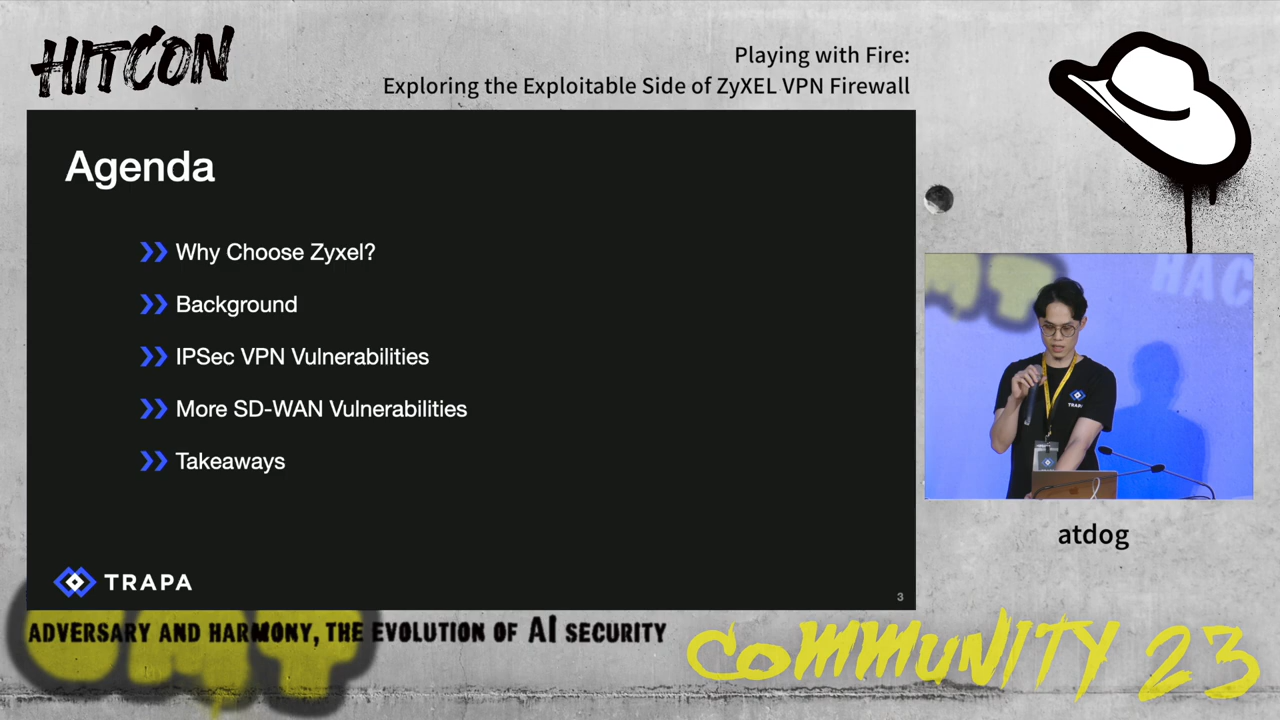 HITCON
Playing with Fire:
Exploring the Exploitable Side of ZyXEL VPN Firewall
Agenda
Why Choose Zyxel?
Background
IPSec VPN Vulnerabilities
More SD-WAN Vulnerabilities
Takeaways
TRAPA
3
HAC
TRAPA
atdog
ADVERSARY AND HARMONY, THE EVOLUTION OF AI SECURITY
COMMUNITY 23